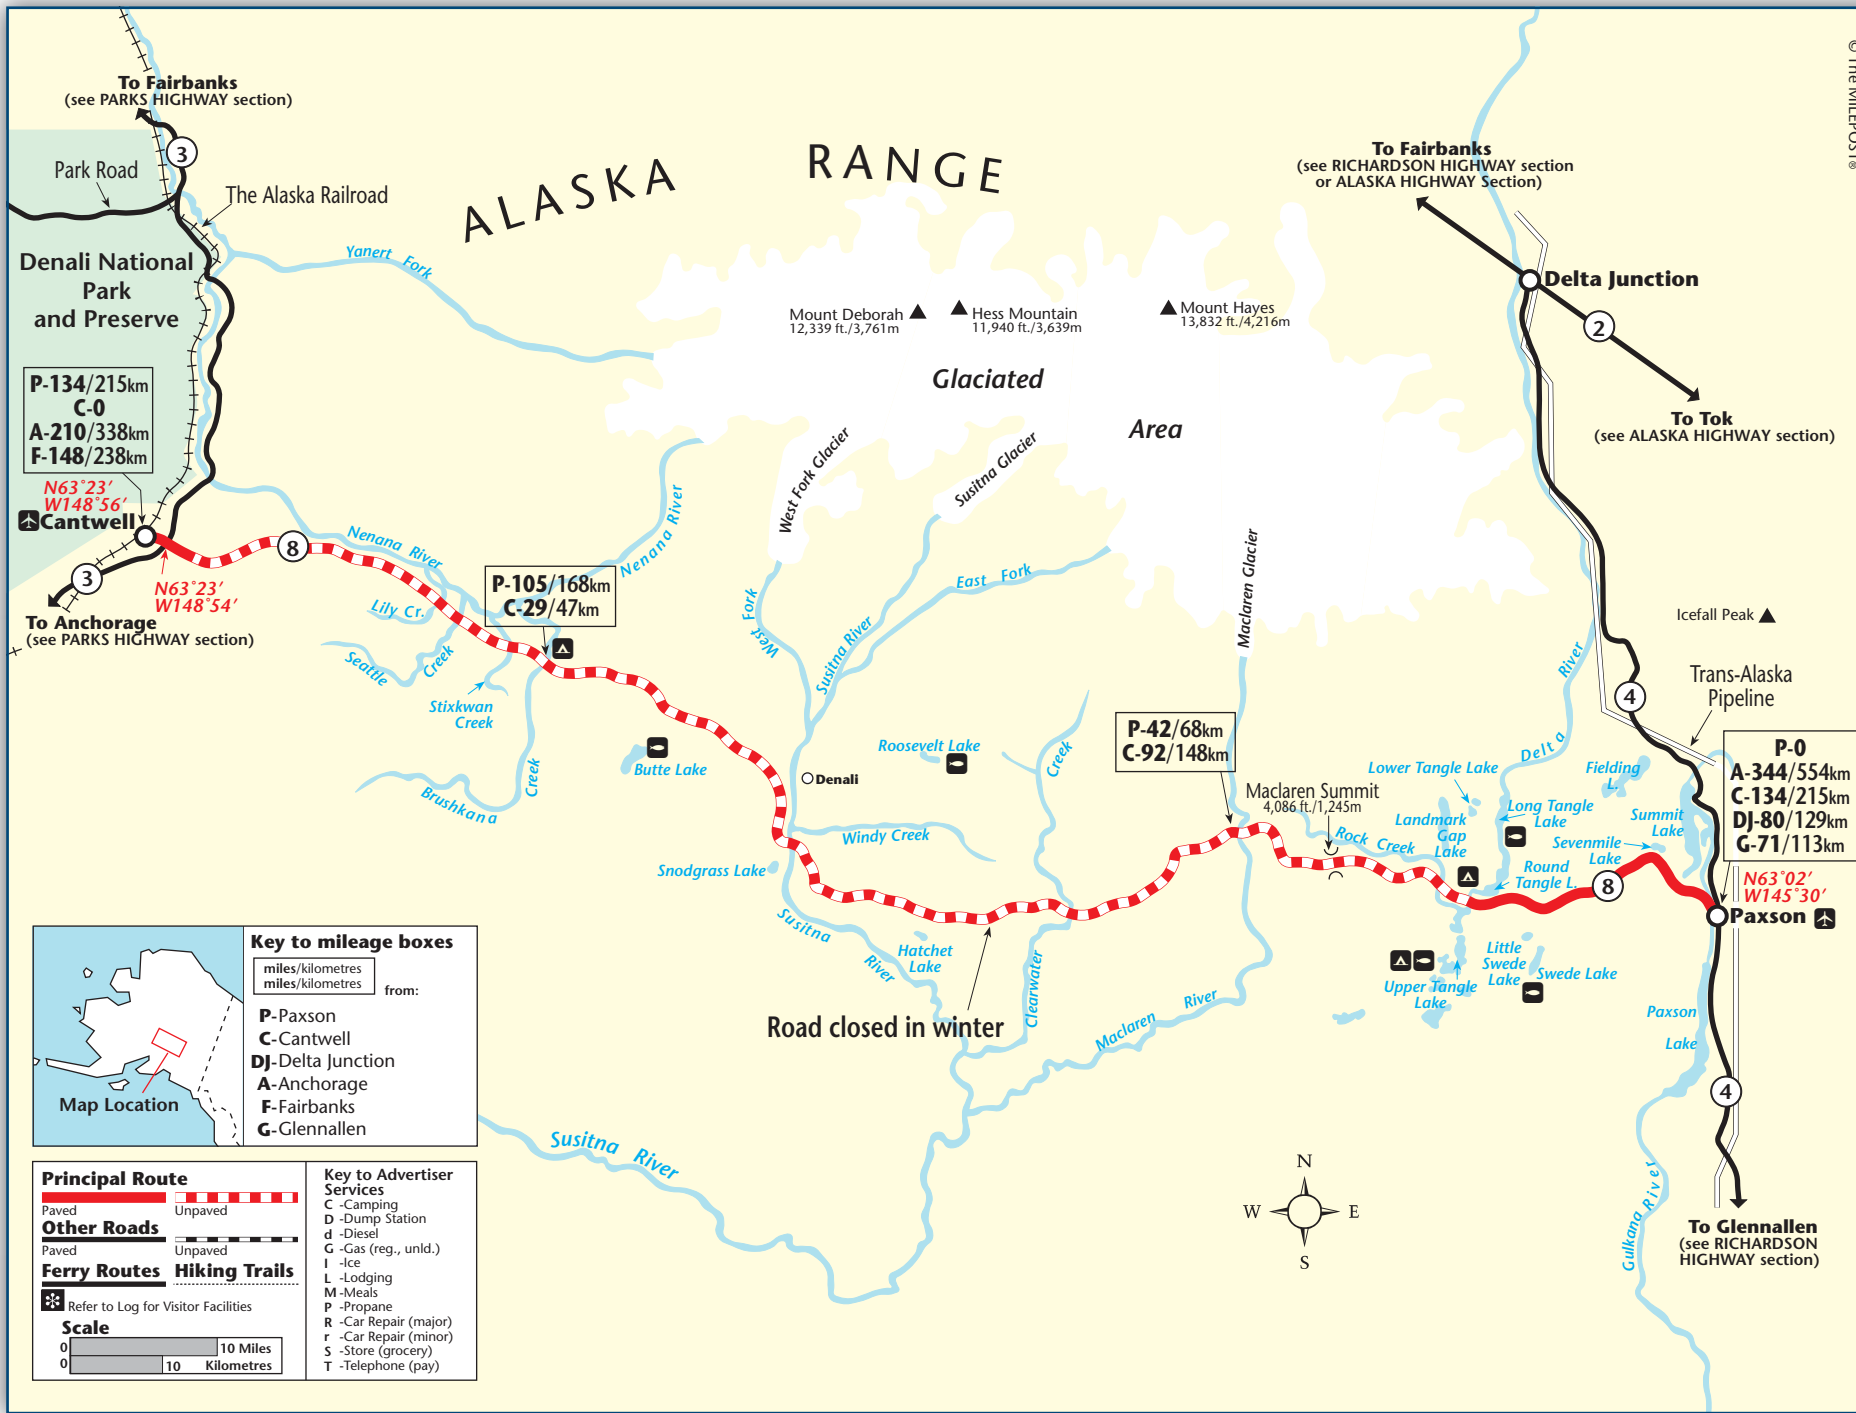 © The MILEPOST®
To Fairbanks
(see PARKS HIGHWAY section)
3
Park Road
The Alaska Railroad
Denali National
Park
and Preserve
ALASKA RANGE
Yanert Fork
Mount Deborah
12,339 ft./3,761m
Hess Mountain
11,940 ft./3,639m
Mount Hayes
13,832 ft./4,216m
Glaciated
Area
To Fairbanks
(see RICHARDSON HIGHWAY section
or ALASKA HIGHWAY Section)
Delta Junction
2
To Tok
(see ALASKA HIGHWAY section)
P-134/215km
C-0
A-210/338km
F-148/238km
N63°23'
W148°56'
Cantwell
N63°23'
W148°54'
3
To Anchorage
(see PARKS HIGHWAY section)
8
Nenana River
Nenana River
West Fork Glacier
Susitna Glacier
Maclaren Glacier
P-105/168km
C-29/47km
Lily Cr.
Seattle Creek
Stixkwan
Creek
Brushkana Creek
West Fork
Susitna River
East Fork
Butte Lake
Denali
Roosevelt Lake
Windy Creek
Snodgrass Lake
Susitna River
Hatchet
Lake
Clearwater Creek
Road closed in winter
P-42/68km
C-92/148km
Maclaren Summit
4,086 ft./1,245m
Maclaren River
Rock Creek
Lower Tangle Lake
Landmark
Gap
Lake
Long Tangle
Lake
Round
Tangle L.
Sevenmile
Lake
Fielding
L.
Summit
Lake
Delta River
Icefall Peak
4
Trans-Alaska
Pipeline
P-0
A-344/554km
C-134/215km
DJ-80/129km
G-71/113km
N63°02'
W145°30'
8
Paxson
Upper Tangle
Lake
Little
Swede
Lake
Swede Lake
Paxson
Lake
4
Gulkana River
To Glennallen
(see RICHARDSON
HIGHWAY section)
Susitna River
N
W E
S
Map Location
Key to mileage boxes
miles/kilometres
miles/kilometres
from:
P-Paxson
C-Cantwell
DJ-Delta Junction
A-Anchorage
F-Fairbanks
G-Glennallen
Principal Route
Paved Unpaved
Other Roads
Paved Unpaved
Ferry Routes Hiking Trails
Refer to Log for Visitor Facilities
Scale
0 10 Miles
0 10 Kilometres
Key to Advertiser
Services
C -Camping
D -Dump Station
d -Diesel
G -Gas (reg., unld.)
I -Ice
L -Lodging
M -Meals
P -Propane
R -Car Repair (major)
r -Car Repair (minor)
S -Store (grocery)
T -Telephone (pay)